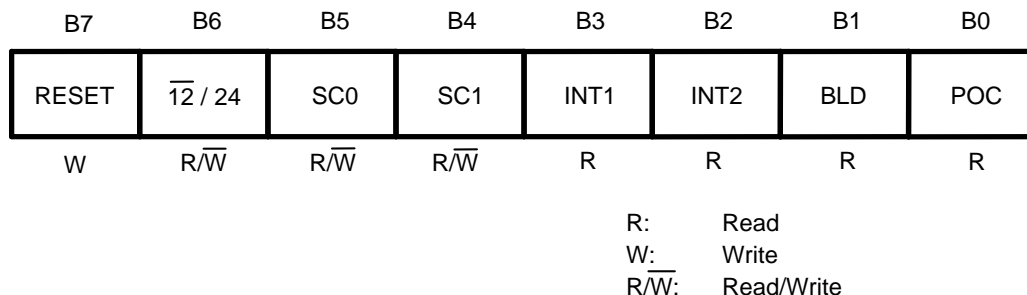 B7 B6 B5 B4 B3 B2 B1 B0
RESET 12 / 24 SC0 SC1 INT1 INT2 BLD POC
W R/W R/W R/W R R R R
R: Read
W: Write
R/W: Read/Write